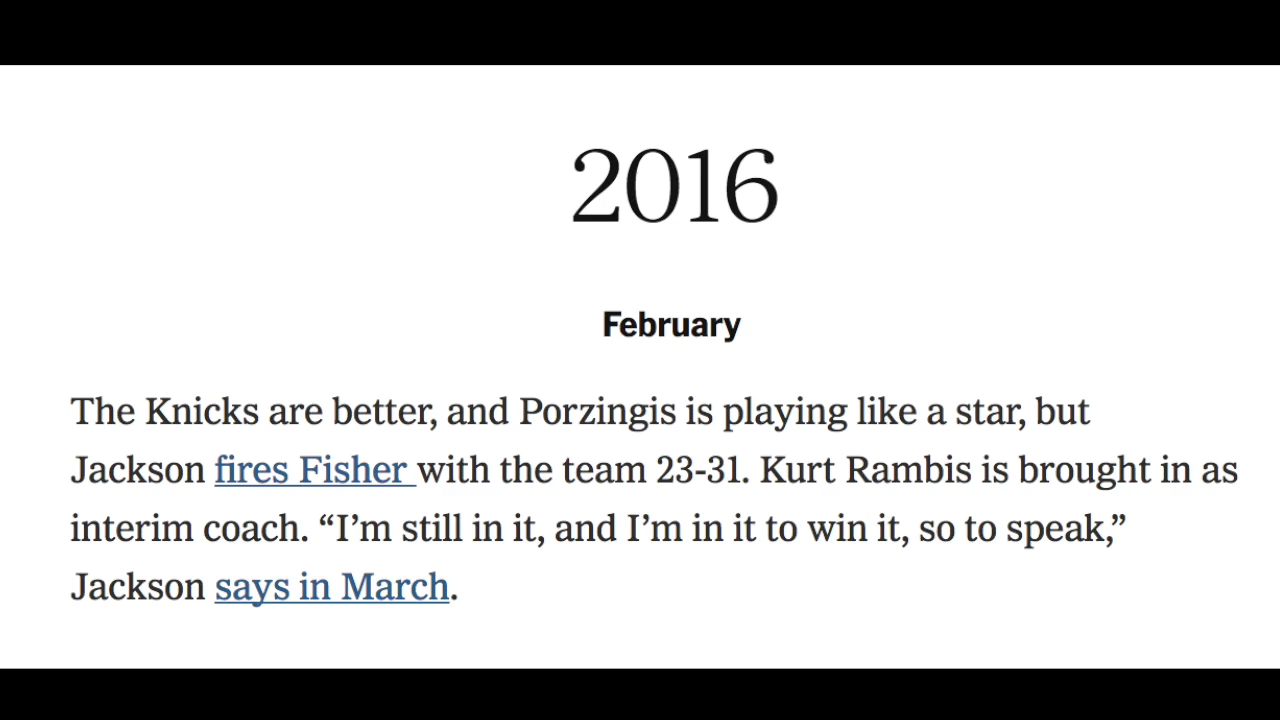 2016
February
The Knicks are better, and Porzingis is playing like a star, but
Jackson fires Fisher with the team 23-31. Kurt Rambis is brought in as
interim coach. “I’m still in it, and I’m in it to win it, so to speak,”
Jackson says in March.